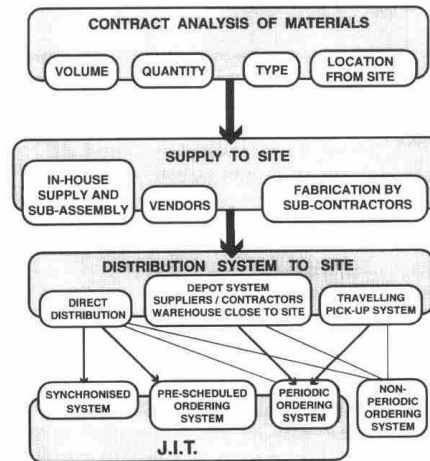 CONTRACT ANALYSIS OF MATERIALS
VOLUME
QUANTITY
TYPE
LOCATION
FROM SITE
SUPPLY TO SITE
IN-HOUSE
SUPPLY AND
SUB-ASSEMBLY
VENDORS
FABRICATION BY
SUB-CONTRACTORS
DISTRIBUTION SYSTEM TO SITE
DIRECT
DISTRIBUTION
DEPOT SYSTEM
SUPPLIERS / CONTRACTORS
WAREHOUSE CLOSE TO SITE
TRAVELLING
PICK-UP SYSTEM
SYNCHRONISED
SYSTEM
PRE-SCHEDULED
ORDERING
SYSTEM
PERIODIC
ORDERING
SYSTEM
NON-
PERIODIC
ORDERING
SYSTEM
J.I.T.